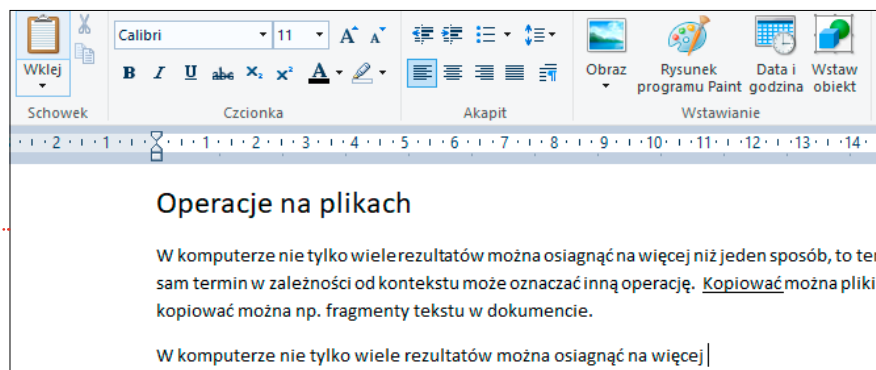 Calibri 11 A A
Wklej B I U abc X₂ X² A Obraz Rysunek programu Paint Data i godzina Wstaw obiekt
Schowek Czcionka Akapit Wstawianie
2 1 1 2 3 4 5 6 7 8 9 10 11 12 13 14
Operacje na plikach
W komputerze nie tylko wiele rezultatów można osiagnąć na więcej niż jeden sposób, to
sam termin w zależności od kontekstu może oznaczać inną operację. Kopiować można pliki
kopiować można np. fragmenty tekstu w dokumencie.
W komputerze nie tylko wiele rezultatów można osiagnąć na więcej